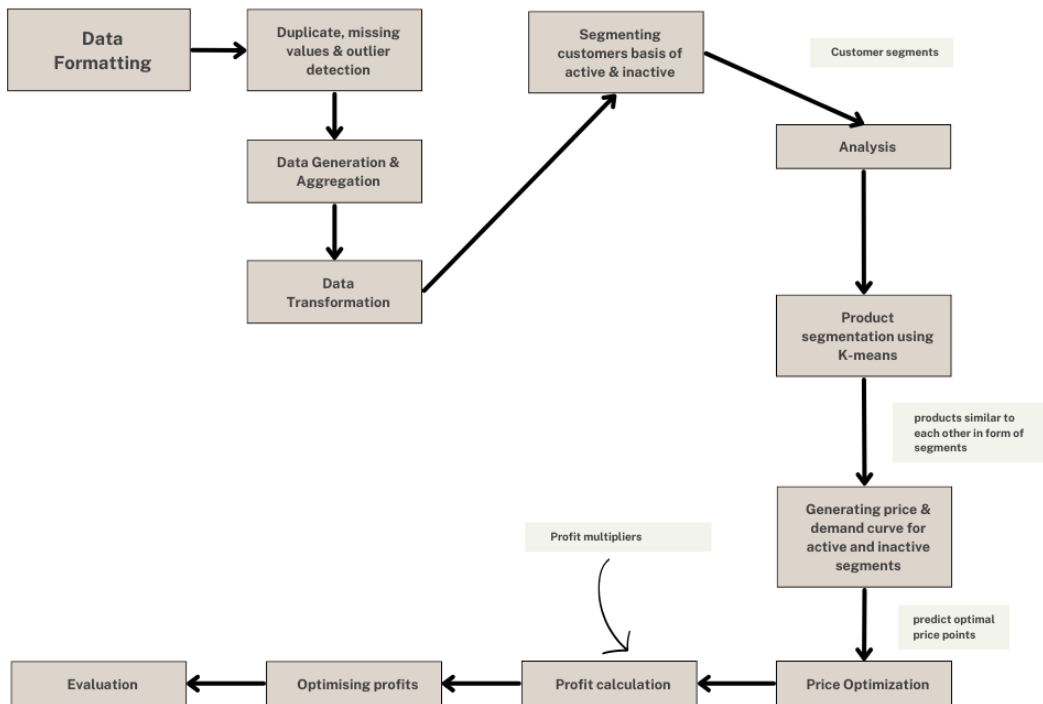 Data
Formatting
Duplicate, missing
values & outlier
detection
Data Generation &
Aggregation
Data
Transformation
Segmenting
customers basis of
active & inactive
Customer segments
Analysis
Product
segmentation using
K-means
products similar to
each other in form of
segments
Generating price &
demand curve for
active and inactive
segments
predict optimal
price points
Price Optimization
Profit multipliers
Profit calculation
Optimising profits
Evaluation